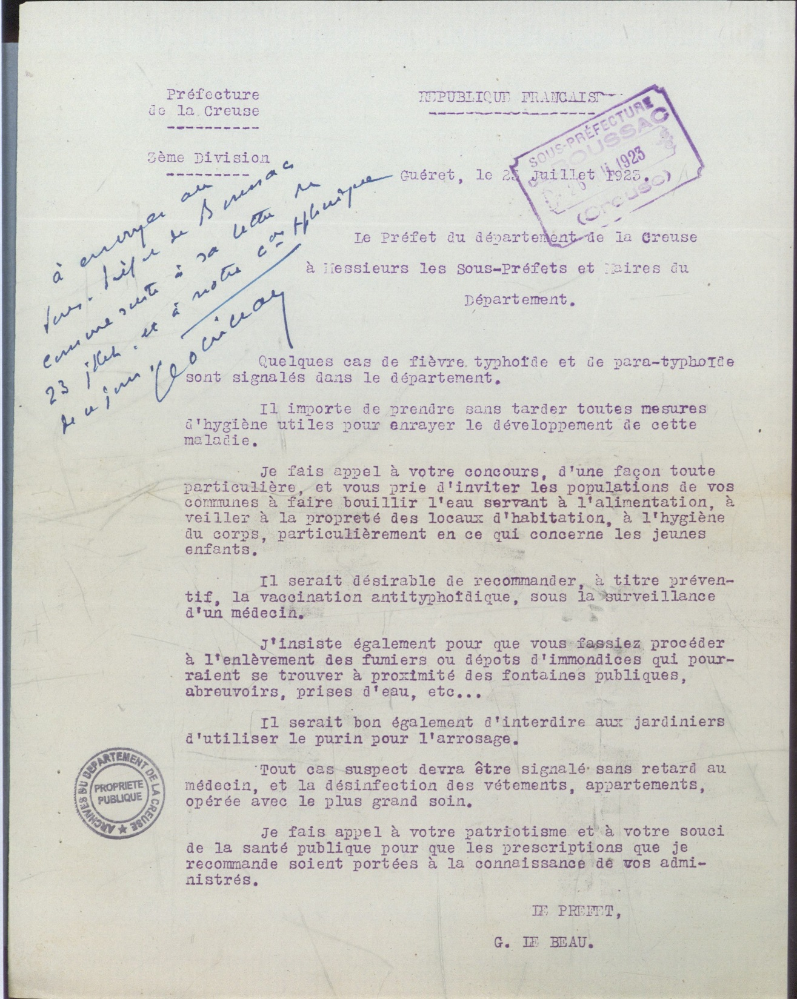 Préfecture
de la Creuse
3ème Division
REPUBLIQUE FRANCAISE
SOUS-PRÉFECTURE
BOUSSAC
1923
(Creuse)
Guéret, le 25 Juillet 1923.
à envoyer au
Sous-Préfet de Boussac
comme suite à sa lettre du
23 juillet et à notre con téléphonique
de ce jour
Le Préfet du département de la Creuse
à Messieurs les Sous-Préfets et Maires du
Département.
Quelques cas de fièvre typhoïde et de para-typhoïde
sont signalés dans le département.
Il importe de prendre sans tarder toutes mesures
d'hygiène utiles pour enrayer le développement de cette
maladie.
Je fais appel à votre concours, d'une façon toute
particulière, et vous prie d'inviter les populations de vos
communes à faire bouillir l'eau servant à l'alimentation, à
veiller à la propreté des locaux d'habitation, à l'hygiène
du corps, particulièrement en ce qui concerne les jeunes
enfants.
Il serait désirable de recommander, à titre préven-
tif, la vaccination antityphoïdique, sous la surveillance
d'un médecin.
J'insiste également pour que vous fassiez procéder
à l'enlèvement des fumiers ou dépots d'immondices qui pour-
raient se trouver à proximité des fontaines publiques,
abreuvoirs, prises d'eau, etc...
Il serait bon également d'interdire aux jardiniers
d'utiliser le purin pour l'arrosage.
Tout cas suspect devra être signalé sans retard au
médecin, et la désinfection des vétements, appartements,
opérée avec le plus grand soin.
ARCHIVES DU DEPARTEMENT DE LA CREUSE
PROPRIETE
PUBLIQUE
Je fais appel à votre patriotisme et à votre souci
de la santé publique pour que les prescriptions que je
recommande soient portées à la connaissance de vos admi-
nistrés.
LE PREFET,
G. LE BEAU.